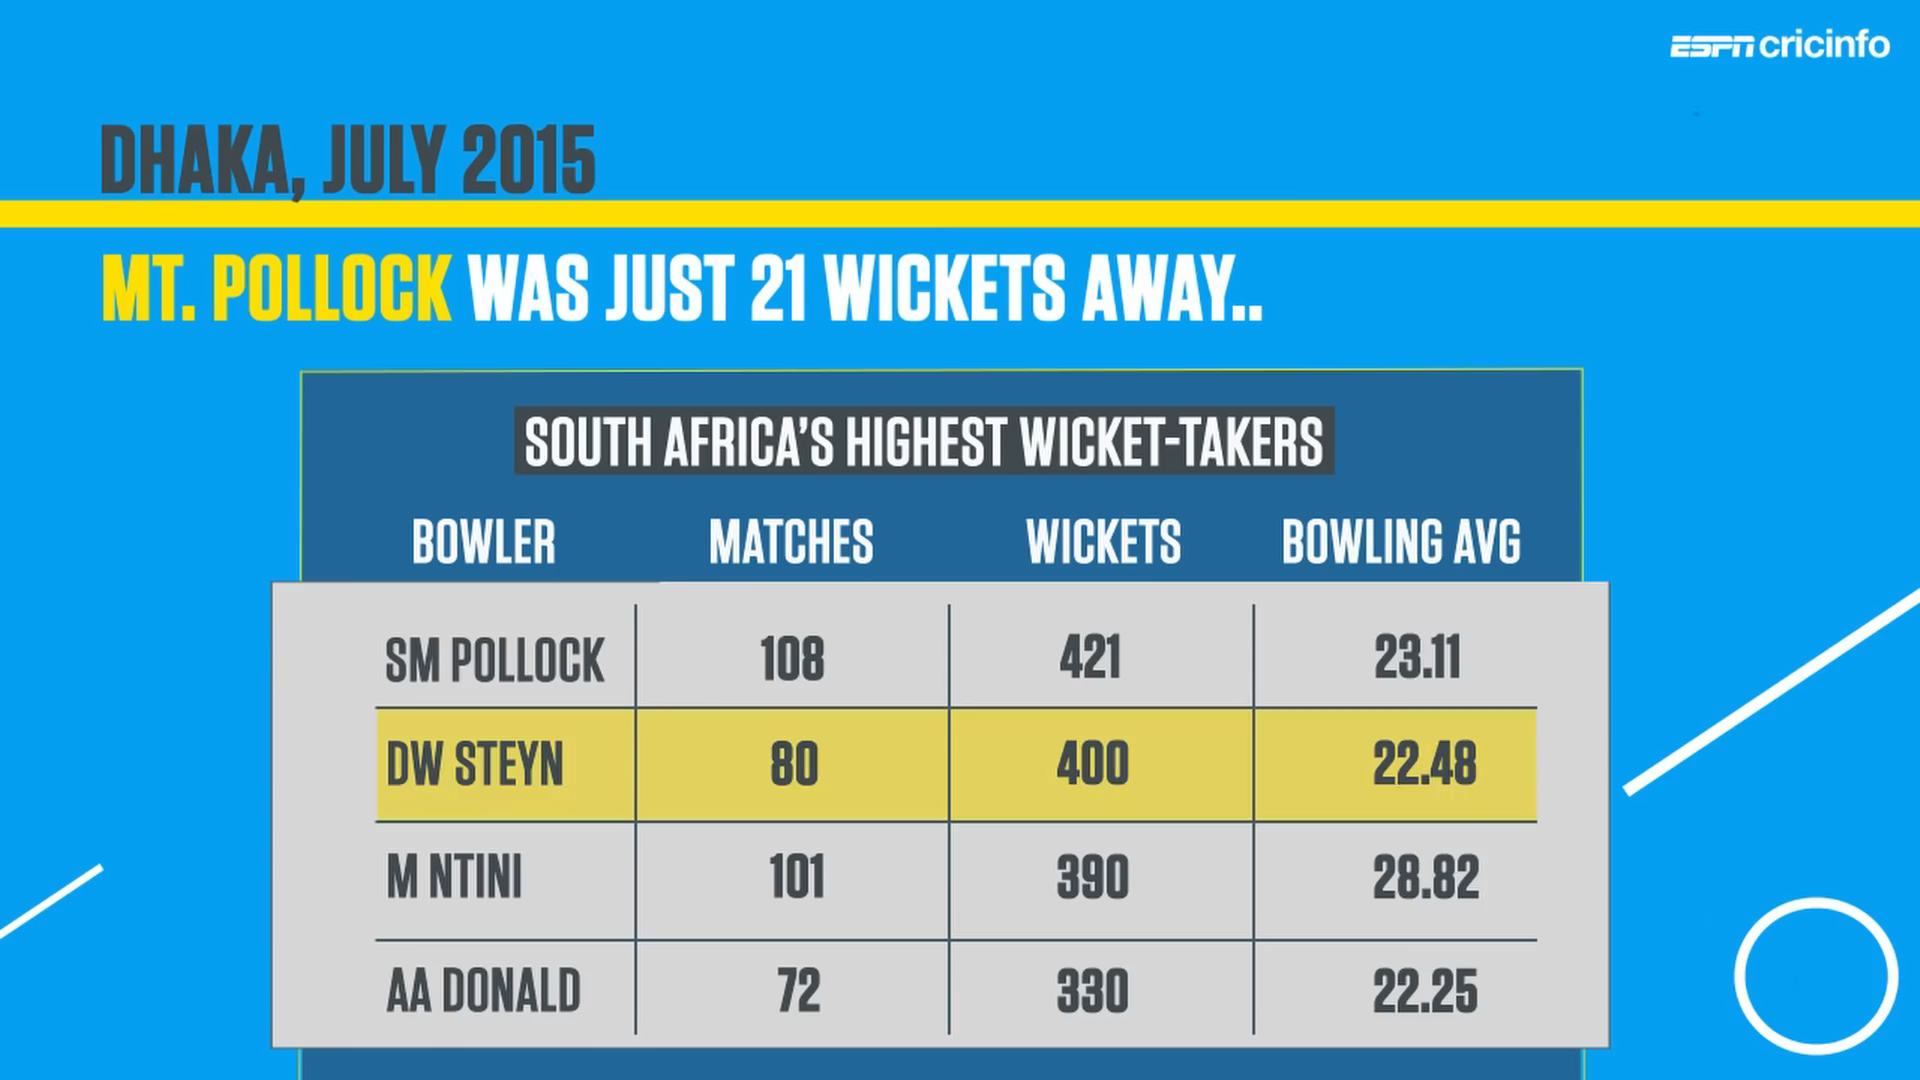 ESPN cricinfo
DHAKA, JULY 2015
MT. POLLOCK WAS JUST 21 WICKETS AWAY..
SOUTH AFRICA'S HIGHEST WICKET-TAKERS
BOWLER MATCHES WICKETS BOWLING AVG
SM POLLOCK 108 421 23.11
DW STEYN 80 400 22.48
M NTINI 101 390 28.82
AA DONALD 72 330 22.25